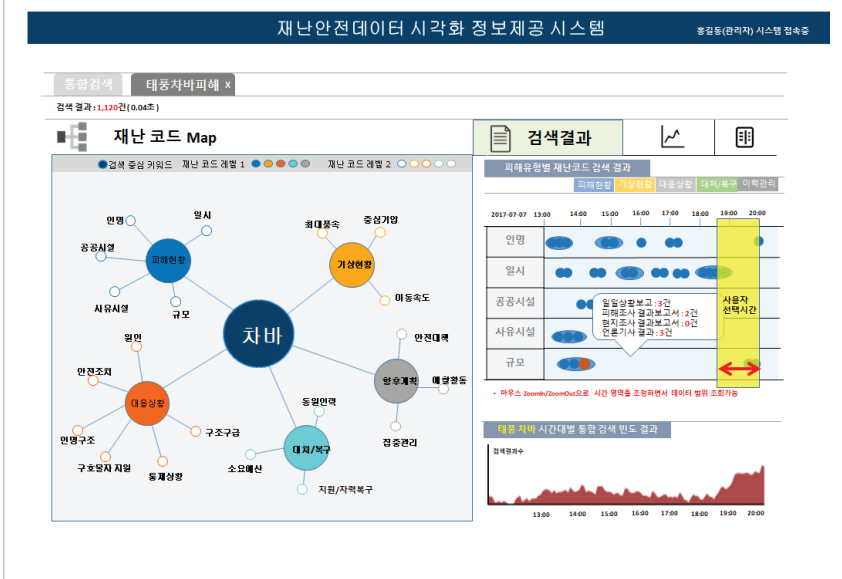 재난안전데이터 시각화 정보제공 시스템
홍길동(관리자) 시스템 접속중
통합검색
태풍차바피해 x
검색 결과 : 1,120건 ( 0.04초 )
재난 코드 Map
검색결과
검색 중심 키워드 재난 코드 레벨 1 재난 코드 레벨 2
피해유형별 재난코드 검색 결과
피해현황 기상현황 대응상황 대처/복구 이력관리
인명
일시
공공시설
피해현황
사유시설
규모
최대풍속
중심기압
기상현황
이동속도
차바
안전대책
향후계획
예찰활동
집중관리
원인
안전조치
대응상황
인명구조
구조구급
구호물자 지원
통제상황
동원인력
대처/복구
소요예산
지원/자력복구
2017-07-07 13:00 14:00 15:00 16:00 17:00 18:00 19:00 20:00
인명
일시
공공시설
사유시설
규모
일일상황보고 : 3건
피해조사 결과보고서 : 2건
현지조사 결과보고서 : 0건
언론기사 결과 : 3건
사용자
선택시간
• 마우스 ZoomIn/ZoomOut으로 시간 영역을 조정하면서 데이터 범위 조회가능
태풍 차바 시간대별 통합 검색 빈도 결과
검색결과수
13:00 14:00 15:00 16:00 17:00 18:00 19:00 20:00